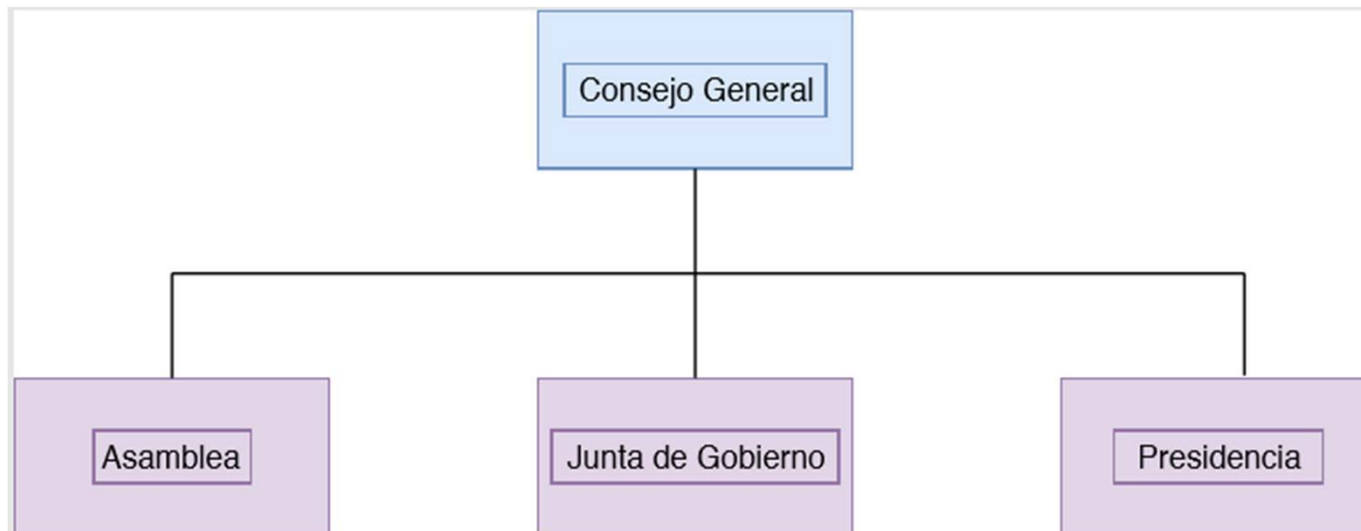 Consejo General
Asamblea
Junta de Gobierno
Presidencia